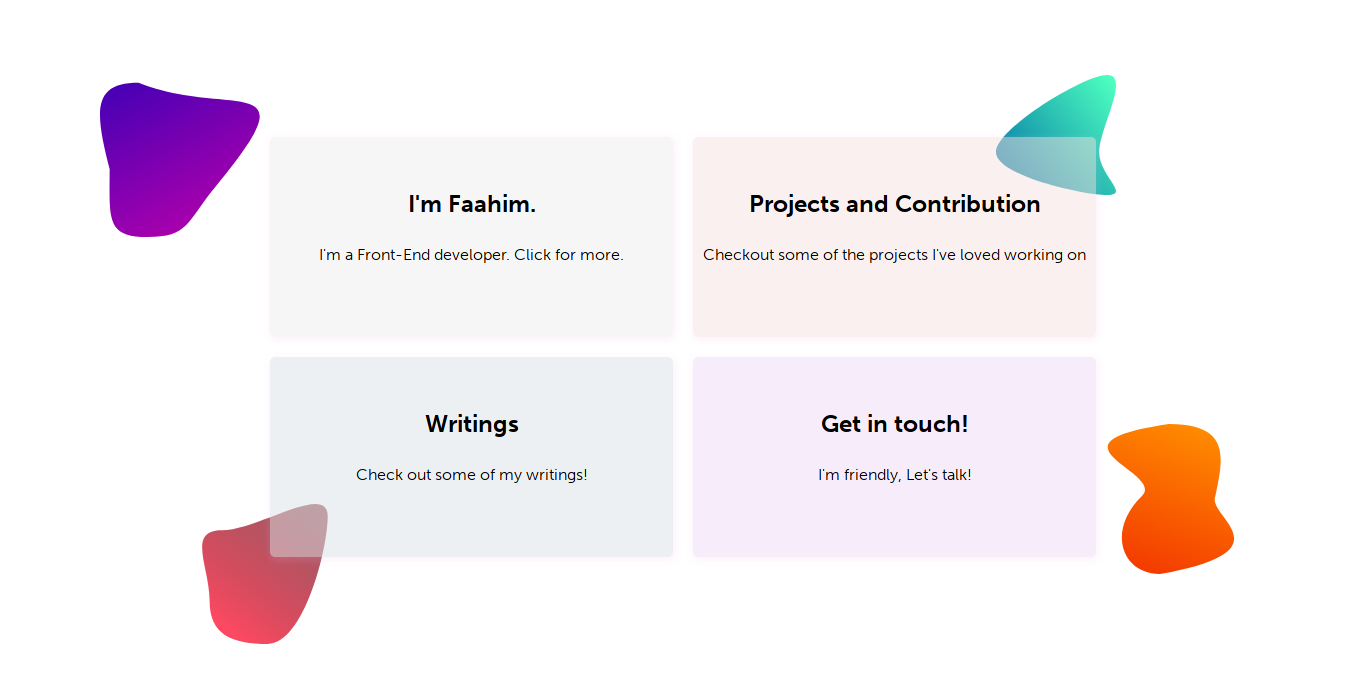 I'm Faahim.
I'm a Front-End developer. Click for more.
Projects and Contribution
Checkout some of the projects I've loved working on
Writings
Check out some of my writings!
Get in touch!
I'm friendly, Let's talk!